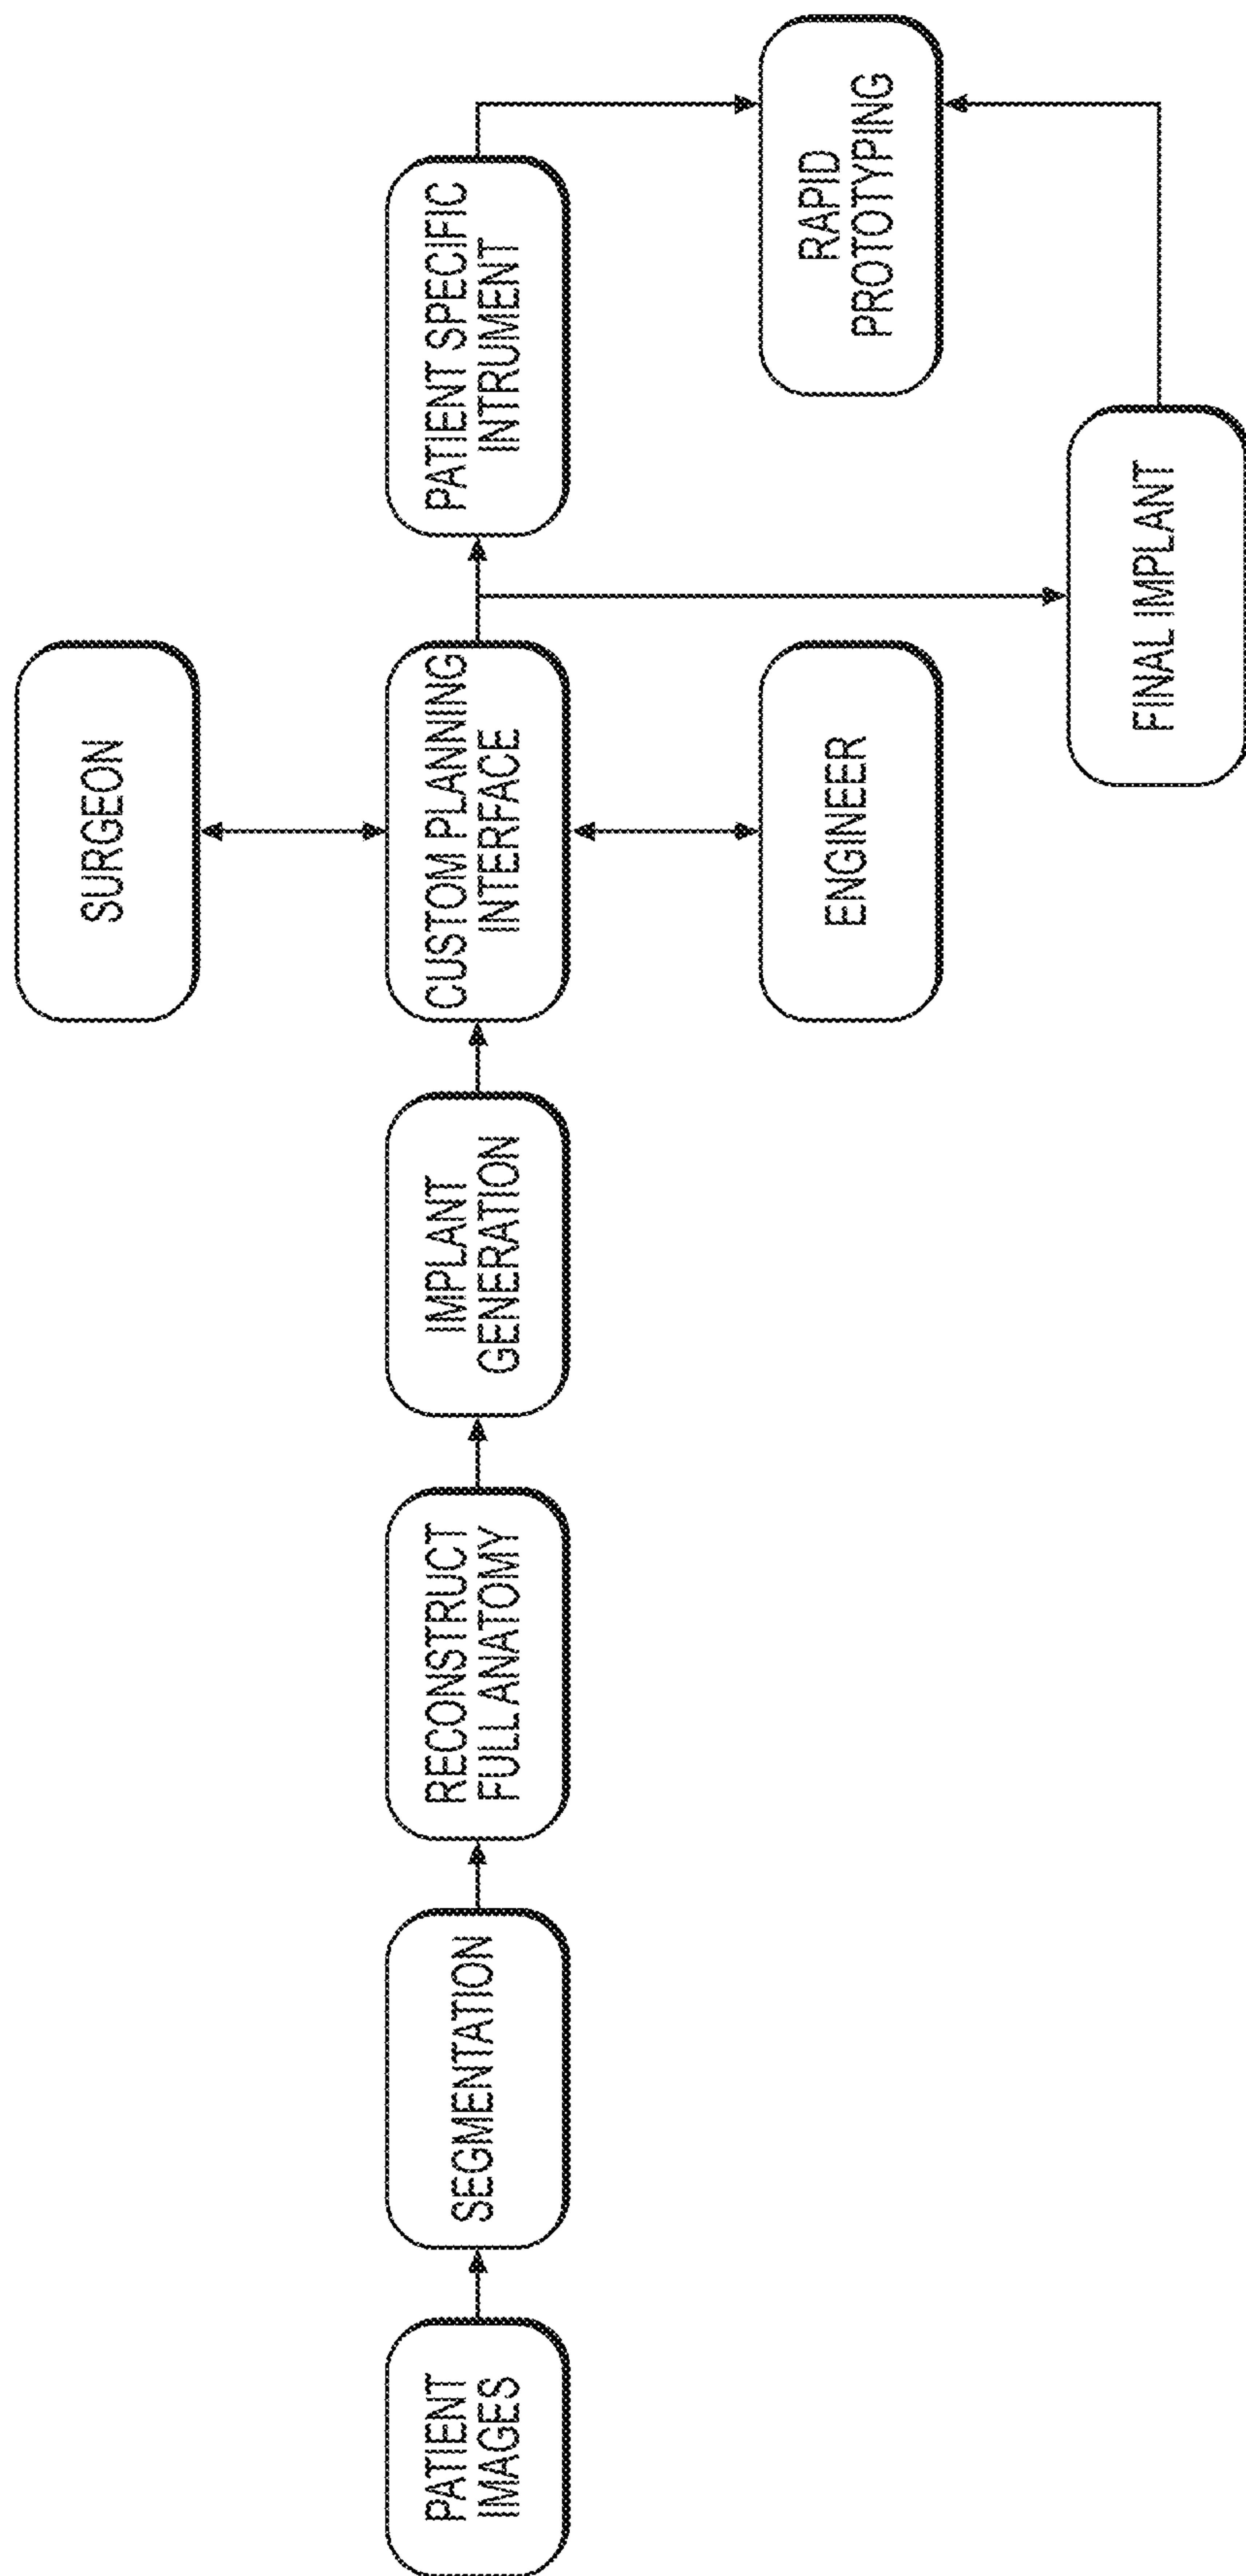 PATIENT
IMAGES
SEGMENTATION
RECONSTRUCT
FULL ANATOMY
IMPLANT
GENERATION
SURGEON
CUSTOM PLANNING
INTERFACE
ENGINEER
PATIENT SPECIFIC
INTRUMENT
FINAL IMPLANT
RAPID
PROTOTYPING